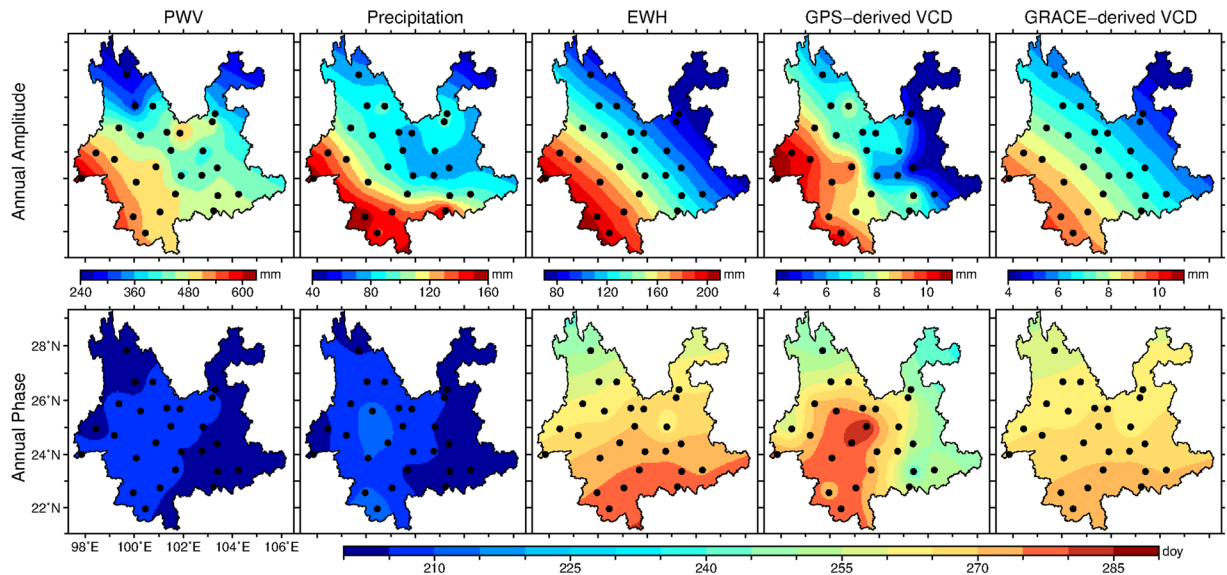 PWV Precipitation EWH GPS−derived VCD GRACE−derived VCD
Annual Amplitude
mm mm mm mm mm
240 360 480 600 40 80 120 160 80 120 160 200 4 6 8 10 4 6 8 10
Annual Phase
28°N
26°N
24°N
22°N
98°E 100°E 102°E 104°E 106°E
doy
210 225 240 255 270 285